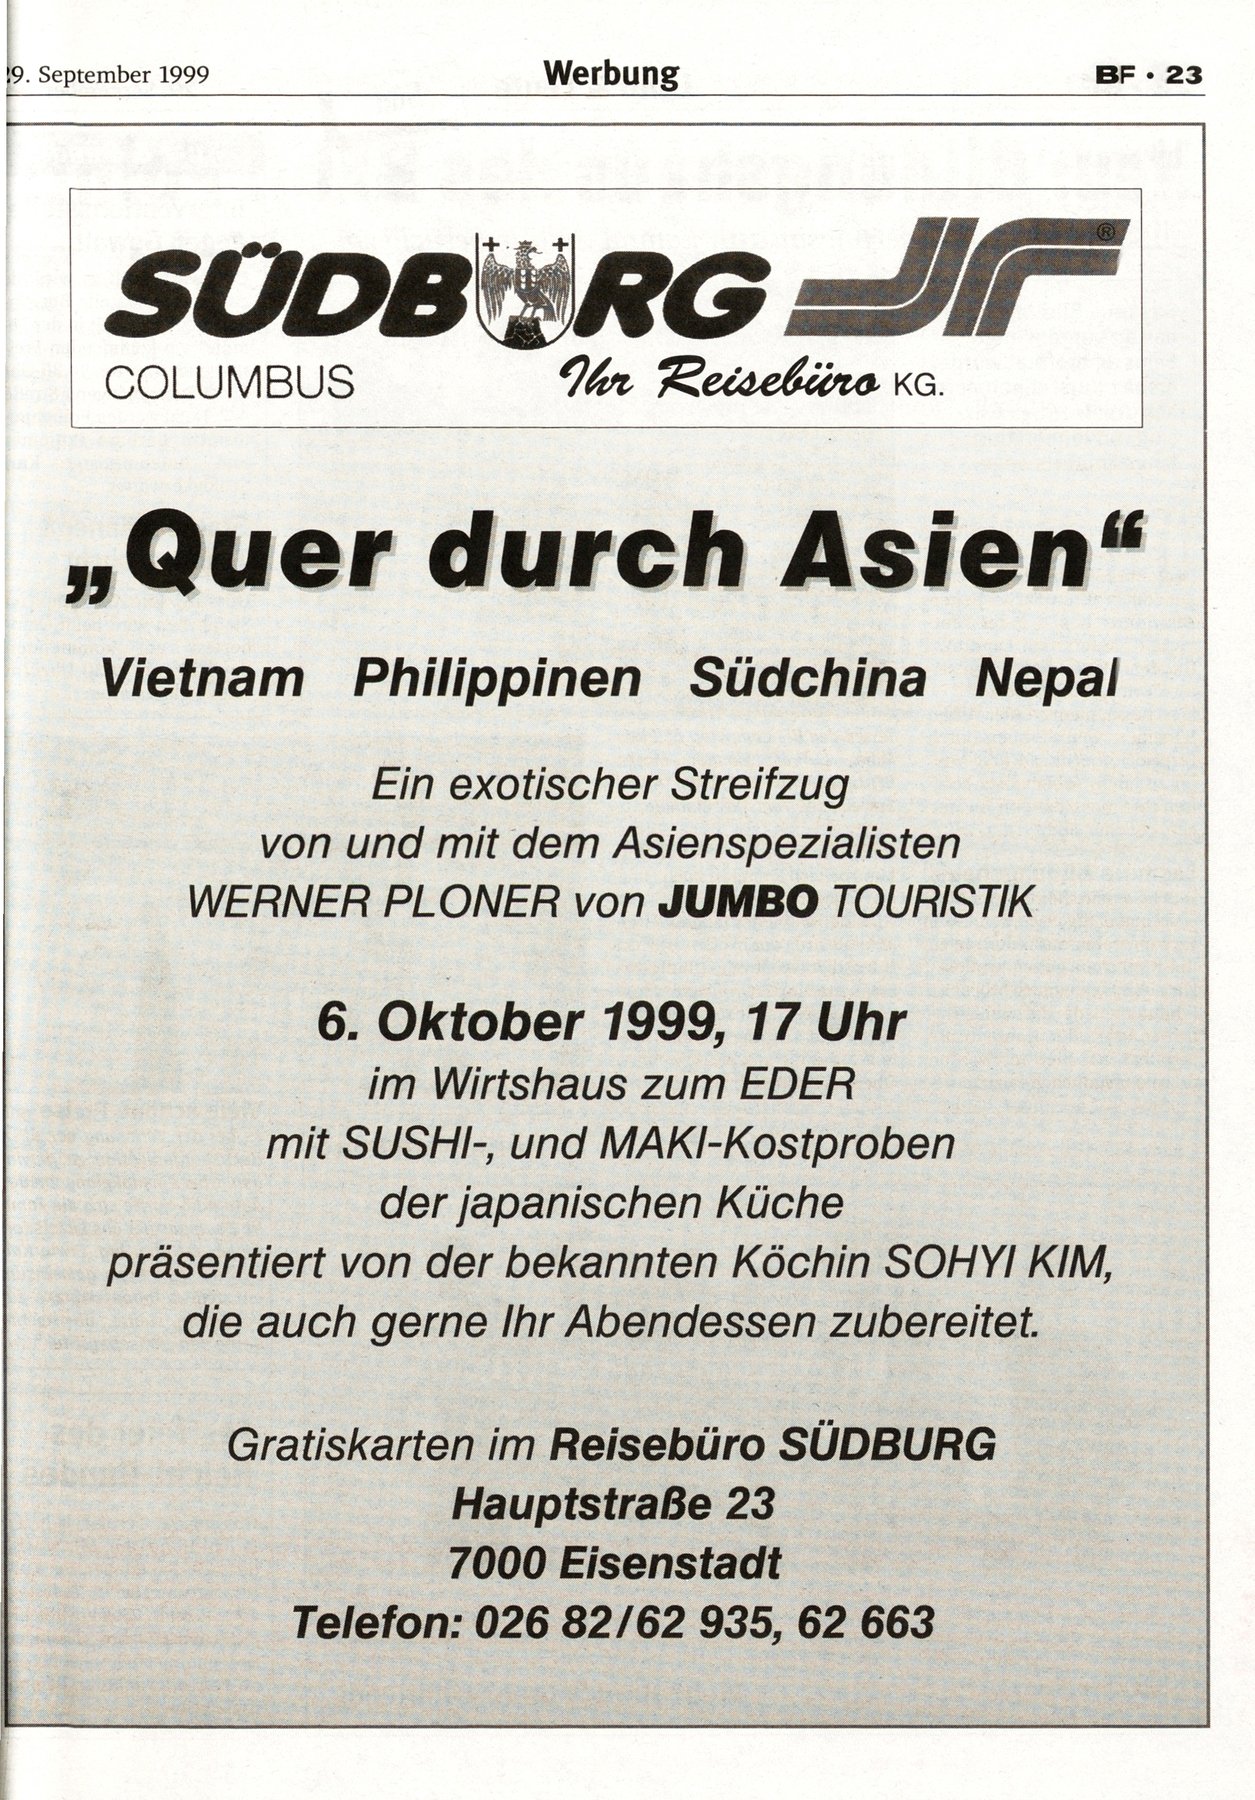 29. September 1999 Werbung BF • 23
SÜDBURG ®
COLUMBUS Ihr Reisebüro KG.
„Quer durch Asien“
Vietnam Philippinen Südchina Nepal
Ein exotischer Streifzug
von und mit dem Asienspezialisten
WERNER PLONER von JUMBO TOURISTIK
6. Oktober 1999, 17 Uhr
im Wirtshaus zum EDER
mit SUSHI-, und MAKI-Kostproben
der japanischen Küche
präsentiert von der bekannten Köchin SOHYI KIM,
die auch gerne Ihr Abendessen zubereitet.
Gratiskarten im Reisebüro SÜDBURG
Hauptstraße 23
7000 Eisenstadt
Telefon: 026 82/62 935, 62 663